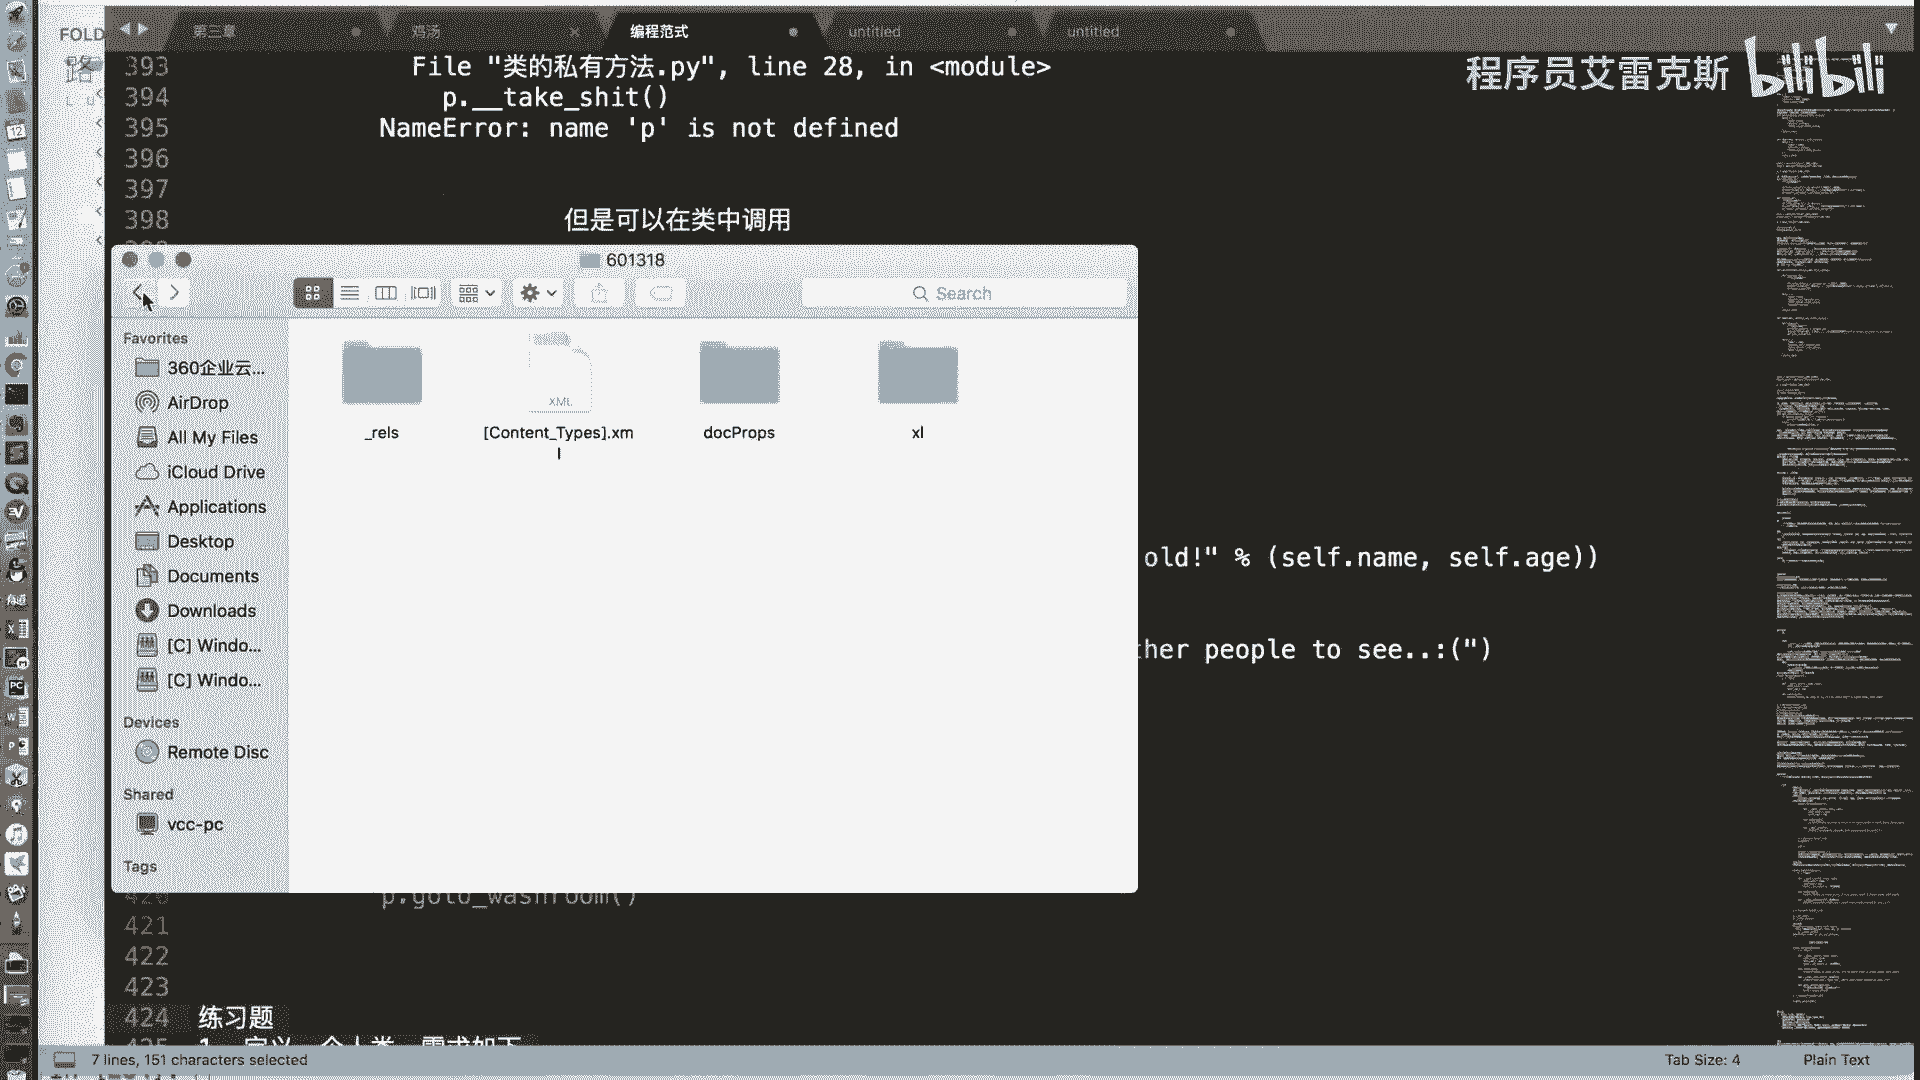 FOLD
第三章
鸡汤
编程范式
untitled
untitled
程序员艾雷克斯 bilibili
393 File "类的私有方法.py", line 28, in <module>
394 p.__take_shit()
395 NameError: name 'p' is not defined
396
397
398 但是可以在类中调用
601318
Search
Favorites
360企业云...
AirDrop
All My Files
iCloud Drive
Applications
Desktop
Documents
Downloads
[C] Windo...
[C] Windo...
Devices
Remote Disc
Shared
vcc-pc
Tags
XML
_rels
[Content_Types].xm
l
docProps
xl
old!" % (self.name, self.age))
ther people to see..:(")
420 p.goto_washroom()
421
422
423
424 练习题
7 lines, 151 characters selected
Tab Size: 4
Plain Text